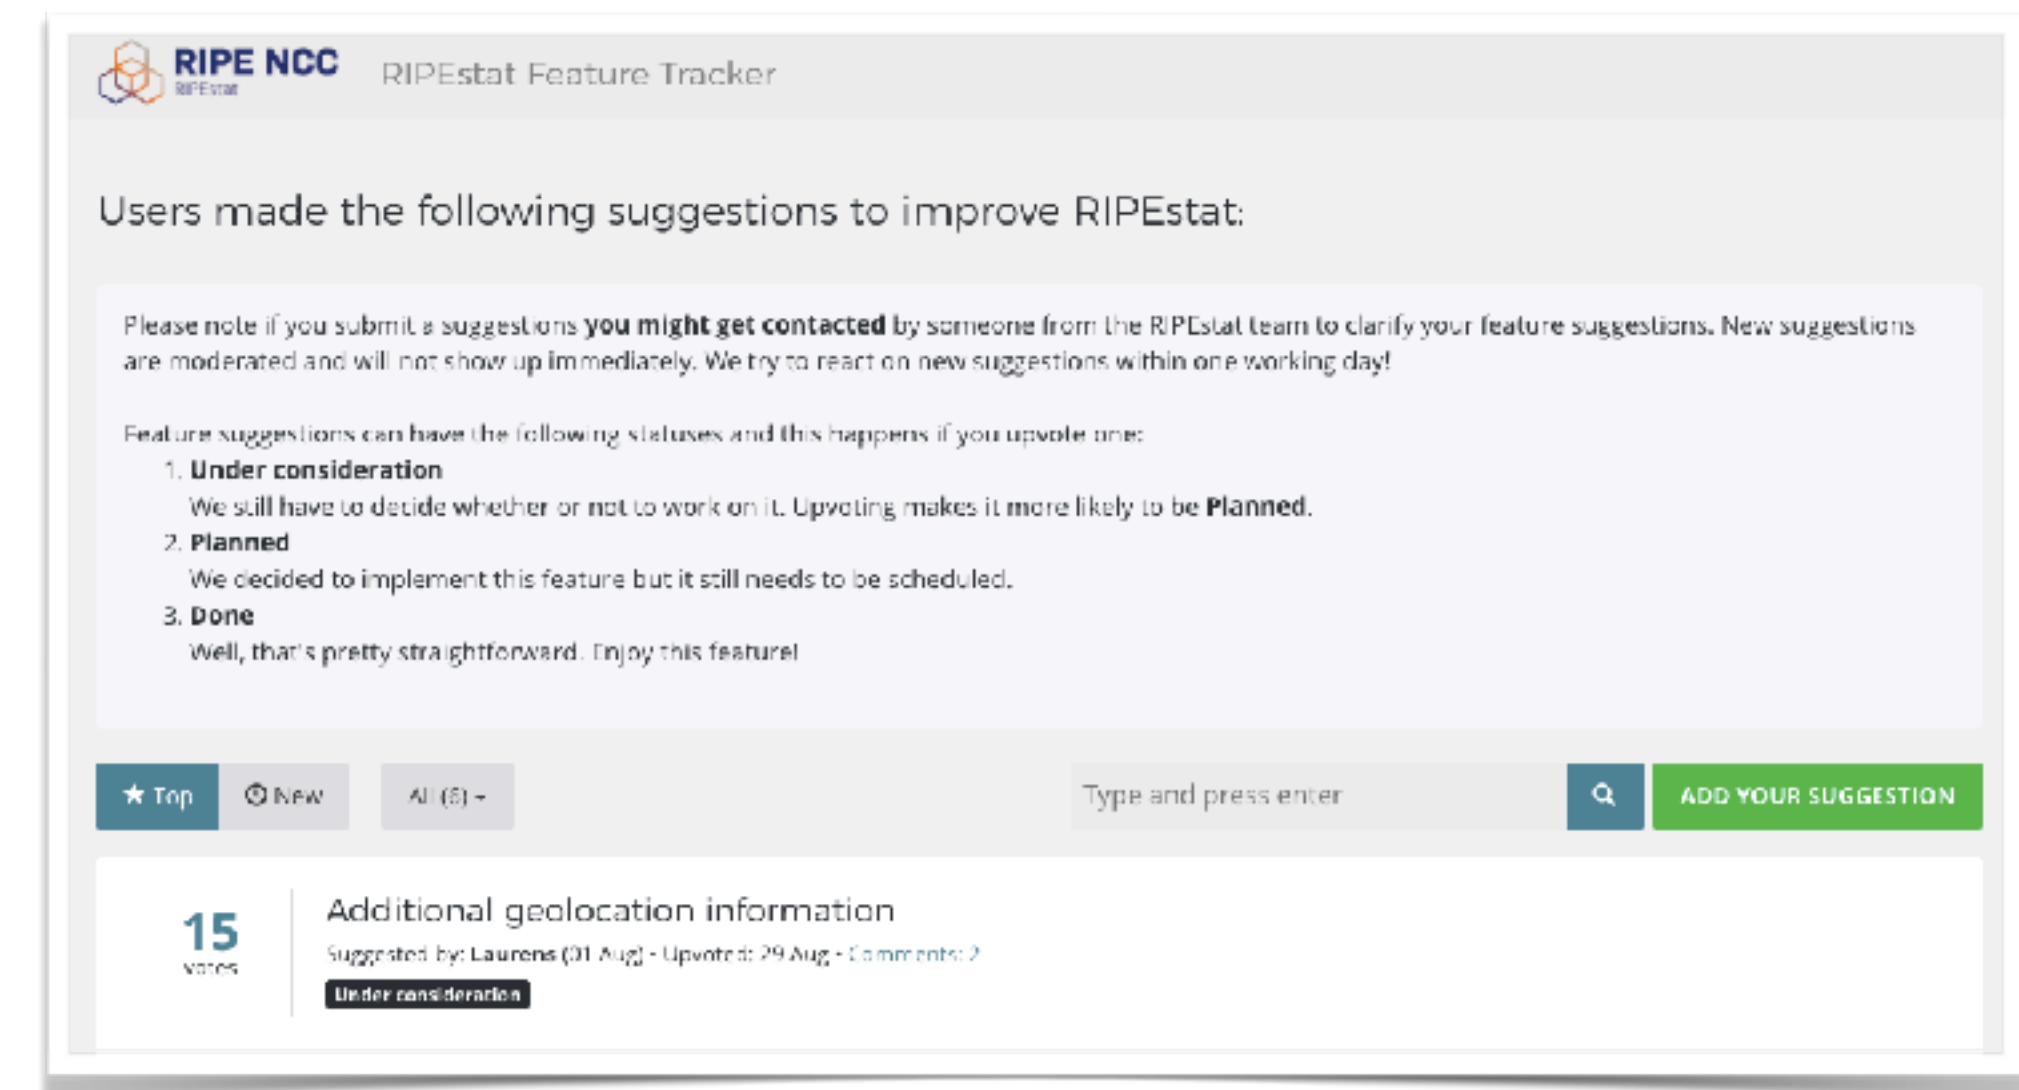 RIPE NCC
RIPEstat
RIPEstat Feature Tracker
Users made the following suggestions to improve RIPEstat:
Please note if you submit a suggestions you might get contacted by someone from the RIPEstat team to clarify your feature suggestions. New suggestions
are moderated and will not show up immediately. We try to react on new suggestions within one working day!
Feature suggestions can have the following statuses and this happens if you upvote one:
1. Under consideration
We still have to decide whether or not to work on it. Upvoting makes it more likely to be Planned.
2. Planned
We decided to implement this feature but it still needs to be scheduled.
3. Done
Well, that's pretty straightforward. Enjoy this feature!
Top
New
All (6)
Type and press enter
ADD YOUR SUGGESTION
15
votes
Additional geolocation information
Suggested by: Laurens (01 Aug) - Upvoted: 29 Aug - Comments: 2
Under consideration